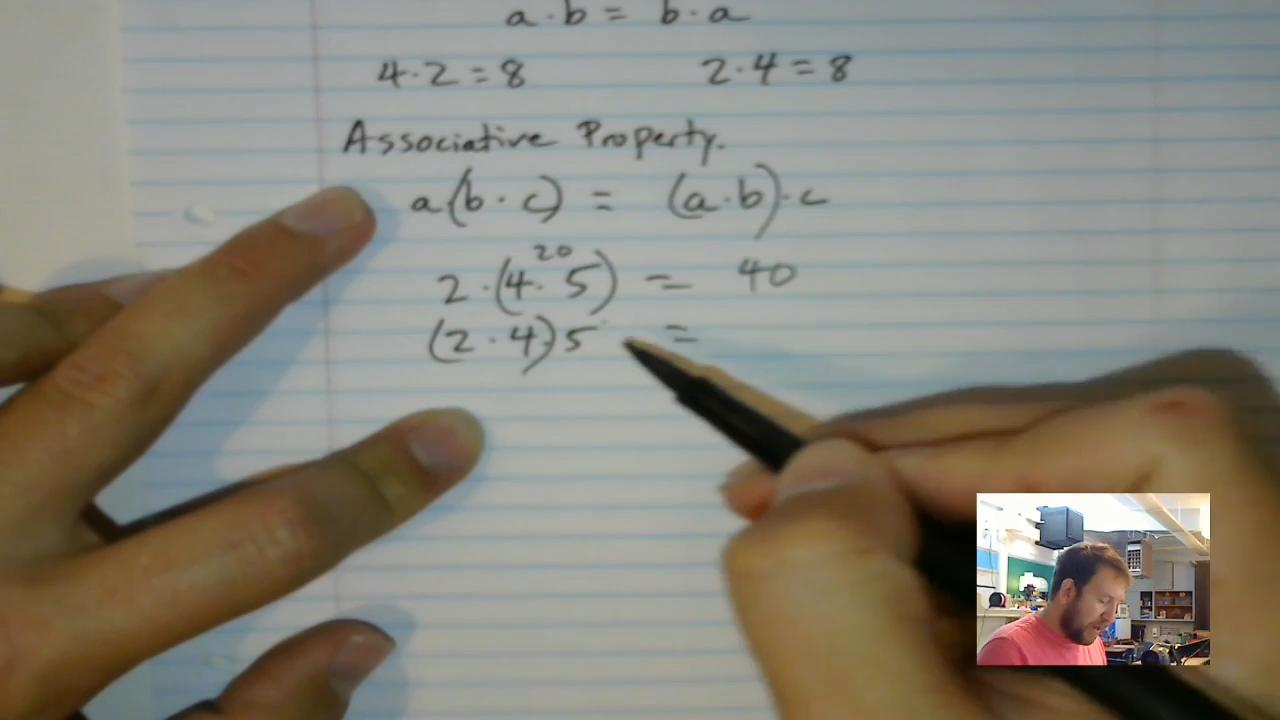 a · b = b · a
4 · 2 = 8 2 · 4 = 8
Associative Property.
a(b · c) = (a · b) · c
20
2 · (4 · 5) = 40
(2 · 4) 5 =